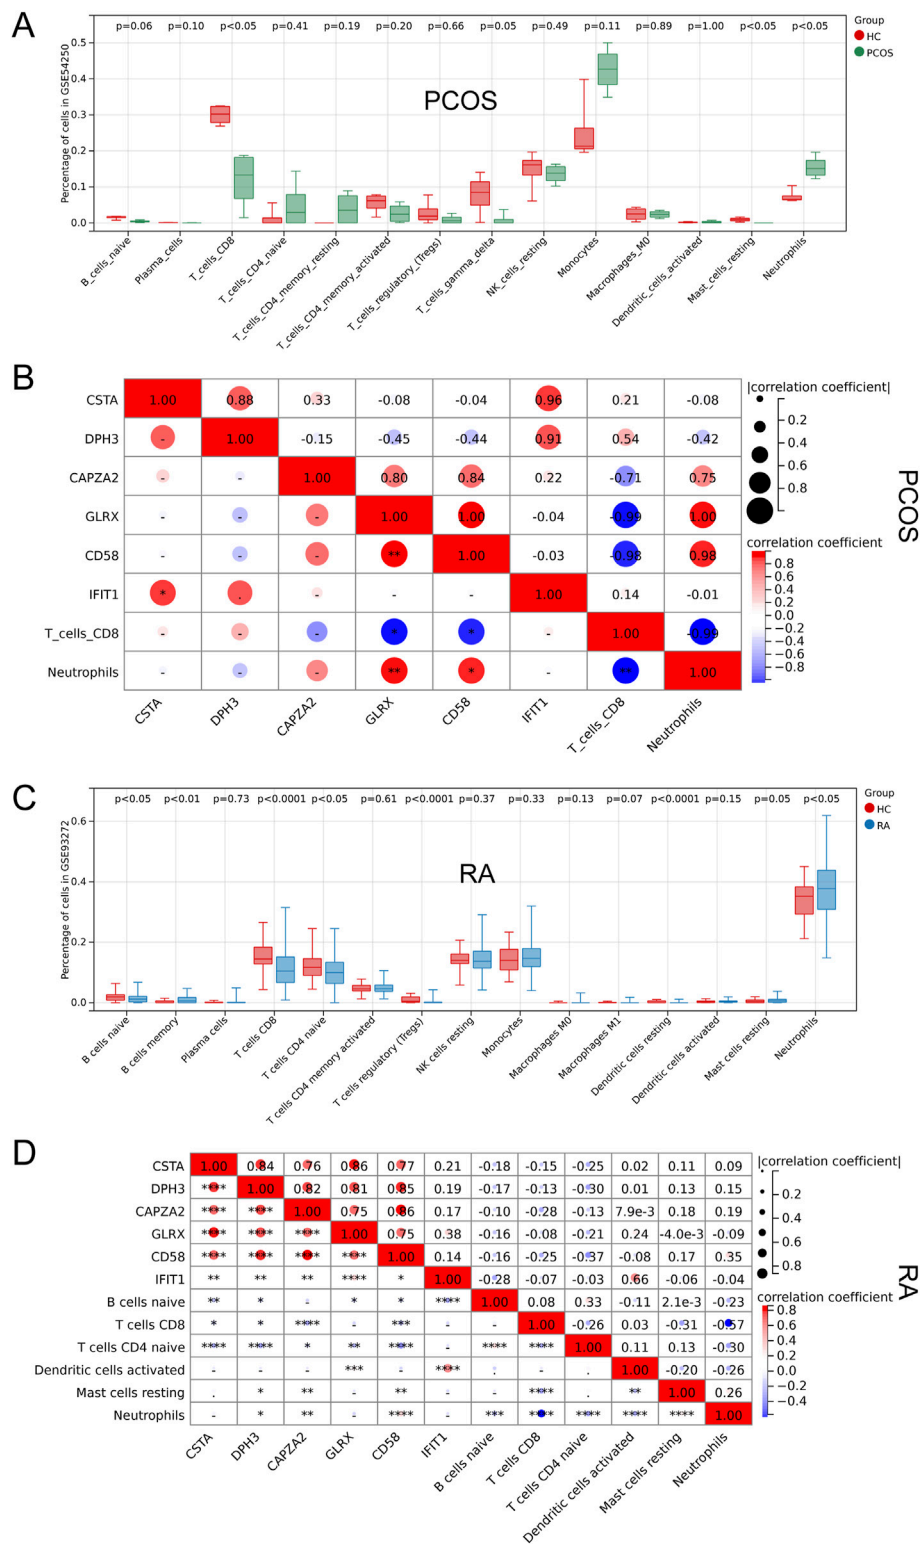 A
p=0.06 p=0.10 p<0.05 p=0.41 p=0.19 p=0.20 p=0.66 p=0.05 p=0.49 p=0.11 p=0.89 p=1.00 p<0.05 p<0.05
Group
HC
PCOS
Percentage of cells in GSE54250
0.5
0.4
0.3
0.2
0.1
0.0
PCOS
B_cells_naive
Plasma_cells
T_cells_CD8
T_cells_CD4_naive
T_cells_CD4_memory_resting
T_cells_CD4_memory_activated
T_cells_regulatory_(Tregs)
T_cells_gamma_delta
NK_cells_resting
Monocytes
Macrophages_M0
Dendritic_cells_activated
Mast_cells_resting
Neutrophils
B
CSTA 1.00 0.88 0.33 -0.08 -0.04 0.96 0.21 -0.08
DPH3 - 1.00 -0.15 -0.45 -0.44 0.91 0.54 -0.42
CAPZA2 - - 1.00 0.80 0.84 0.22 -0.71 0.75
GLRX - - - 1.00 1.00 -0.04 -0.99 1.00
CD58 - - - ** 1.00 -0.03 -0.98 0.98
IFIT1 * . - - - 1.00 0.14 -0.01
T_cells_CD8 - - - * * - 1.00 -0.99
Neutrophils - - - ** * - ** 1.00
CSTA
DPH3
CAPZA2
GLRX
CD58
IFIT1
T_cells_CD8
Neutrophils
|correlation coefficient|
0.2
0.4
0.6
0.8
correlation coefficient
0.8
0.6
0.4
0.2
0.0
-0.2
-0.4
-0.6
-0.8
PCOS
C
p<0.05 p<0.01 p=0.73 p<0.0001 p<0.05 p=0.61 p<0.0001 p=0.37 p=0.33 p=0.13 p=0.07 p<0.0001 p=0.15 p=0.05 p<0.05
Group
HC
RA
Percentage of cells in GSE93272
0.6
0.4
0.2
0.0
RA
B cells naive
B cells memory
Plasma cells
T cells CD8
T cells CD4 naive
T cells CD4 memory activated
T cells regulatory (Tregs)
NK cells resting
Monocytes
Macrophages M0
Macrophages M1
Dendritic cells resting
Dendritic cells activated
Mast cells resting
Neutrophils
D
CSTA 1.00 0.84 0.76 0.86 0.77 0.21 -0.18 -0.15 -0.25 0.02 0.11 0.09
DPH3 **** 1.00 0.82 0.81 0.85 0.19 -0.17 -0.13 -0.30 0.01 0.13 0.15
CAPZA2 **** **** 1.00 0.75 0.86 0.17 -0.10 -0.28 -0.13 7.9e-3 0.18 0.19
GLRX **** **** **** 1.00 0.75 0.38 -0.16 -0.08 -0.21 0.24 -4.0e-3 -0.09
CD58 **** **** **** **** 1.00 0.14 -0.16 -0.25 -0.37 -0.08 0.17 0.35
IFIT1 ** ** ** **** * 1.00 -0.28 -0.07 -0.03 0.66 -0.06 -0.04
B cells naive ** * - * * **** 1.00 0.08 0.33 -0.11 2.1e-3 -0.23
T cells CD8 * * **** - *** - - 1.00 -0.26 0.03 -0.31 -0.57
T cells CD4 naive **** **** * ** **** - **** **** 1.00 0.11 0.13 -0.30
Dendritic cells activated - - - *** - **** . - . 1.00 -0.20 -0.26
Mast cells resting . * ** - ** - - **** . ** 1.00 0.26
Neutrophils - * ** - **** - *** **** **** **** **** 1.00
CSTA
DPH3
CAPZA2
GLRX
CD58
IFIT1
B cells naive
T cells CD8
T cells CD4 naive
Dendritic cells activated
Mast cells resting
Neutrophils
|correlation coefficient|
0.2
0.4
0.6
0.8
correlation coefficient
0.8
0.6
0.4
0.2
0.0
-0.2
-0.4
RA